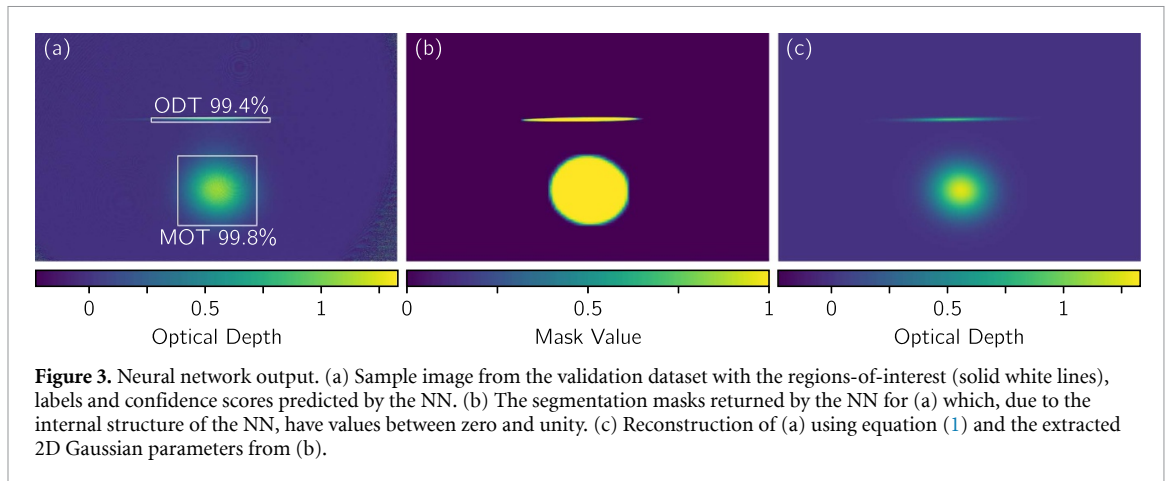 (a)
(b)
(c)
ODT 99.4%
MOT 99.8%
0 0.5 1
0 0.5 1
0 0.5 1
Optical Depth
Mask Value
Optical Depth
Figure 3. Neural network output. (a) Sample image from the validation dataset with the regions-of-interest (solid white lines),
labels and confidence scores predicted by the NN. (b) The segmentation masks returned by the NN for (a) which, due to the
internal structure of the NN, have values between zero and unity. (c) Reconstruction of (a) using equation (1) and the extracted
2D Gaussian parameters from (b).